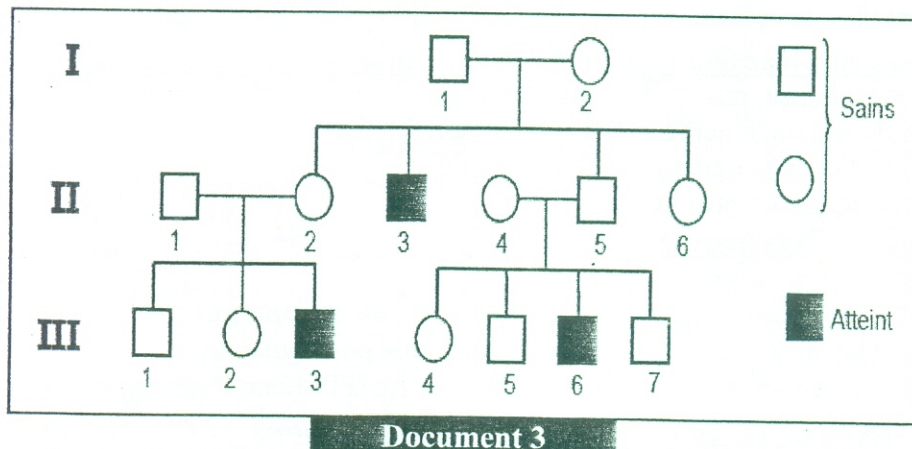 I
1 2
Sains
II
1 2 3 4 5 6
III
1 2 3 4 5 6 7
Atteint
Document 3